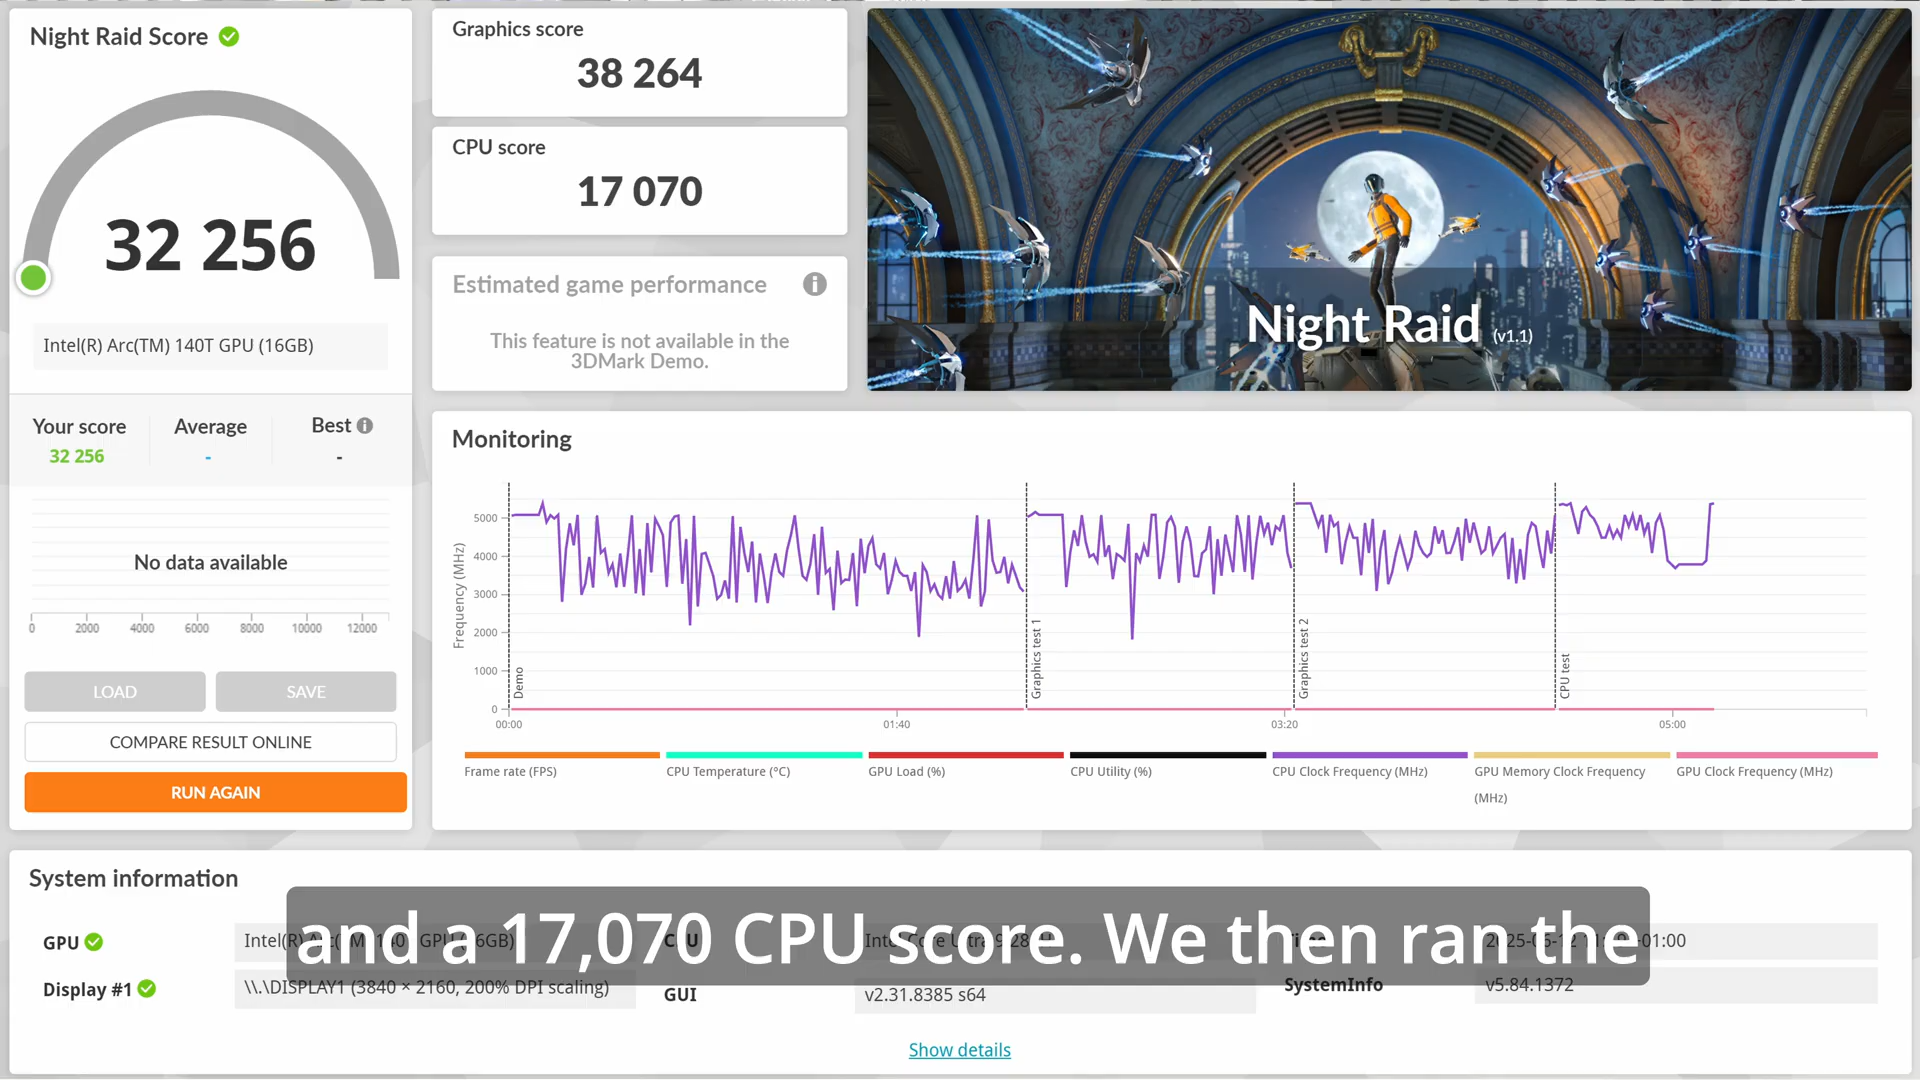 Night Raid Score
32 256
Intel(R) Arc(TM) 140T GPU (16GB)
Your score
Average
Best
32 256
-
-
No data available
0 2000 4000 6000 8000 10000 12000
LOAD
SAVE
COMPARE RESULT ONLINE
RUN AGAIN
Graphics score
38 264
CPU score
17 070
Estimated game performance
This feature is not available in the
3DMark Demo.
Night Raid (v1.1)
Monitoring
Frequency (MHz)
5000
4000
3000
2000
1000
0
Demo
Graphics test 1
Graphics test 2
CPU test
00:00
01:40
03:20
05:00
Frame rate (FPS)
CPU Temperature (°C)
GPU Load (%)
CPU Utility (%)
CPU Clock Frequency (MHz)
GPU Memory Clock Frequency
(MHz)
GPU Clock Frequency (MHz)
System information
GPU
Display #1
\\.\DISPLAY1 (3840 × 2160, 200% DPI scaling)
GUI
v2.31.8385 s64
SystemInfo
v5.84.1372
and a 17,070 CPU score. We then ran the
Show details